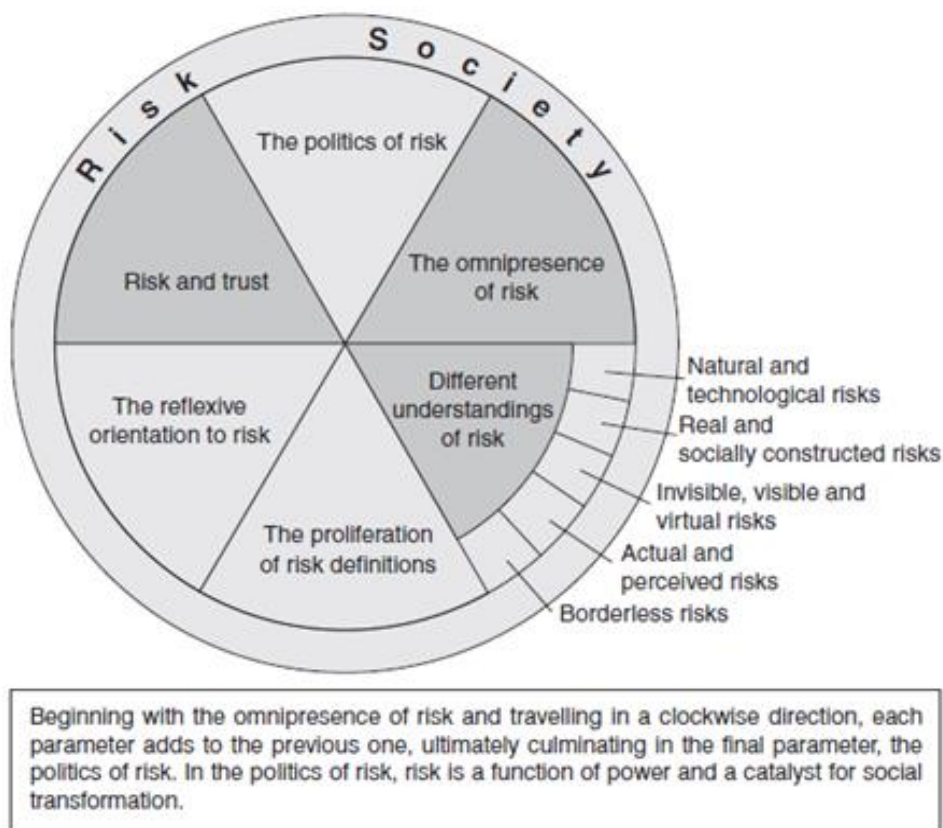 Risk Society
The politics of risk
The omnipresence
of risk
Different
understandings
of risk
Natural and
technological risks
Real and
socially constructed risks
Invisible, visible and
virtual risks
Actual and
perceived risks
Borderless risks
The proliferation
of risk definitions
The reflexive
orientation to risk
Risk and trust
Beginning with the omnipresence of risk and travelling in a clockwise direction, each
parameter adds to the previous one, ultimately culminating in the final parameter, the
politics of risk. In the politics of risk, risk is a function of power and a catalyst for social
transformation.